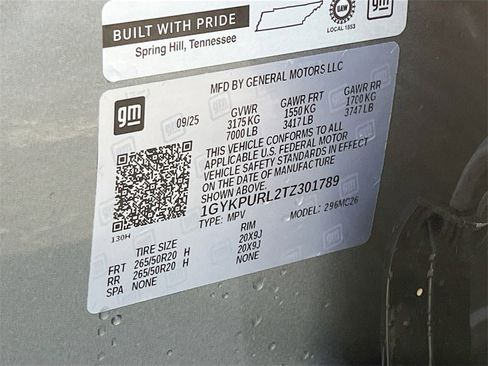 BUILT WITH PRIDE
Spring Hill, Tennessee
UAW
LOCAL 1853
gm
gm
MFD BY GENERAL MOTORS LLC
09/25 GVWR GAWR FRT GAWR RR
3175 KG 1550 KG 1700 KG
7000 LB 3417 LB 3747 LB
THIS VEHICLE CONFORMS TO ALL
APPLICABLE U.S. FEDERAL MOTOR
VEHICLE SAFETY STANDARDS IN EFFECT
ON THE DATE OF MANUFACTURE
SHOWN ABOVE.
1GYKPURL2TZ301789
TYPE: MPV MODEL: 296MC26
130H
TIRE SIZE RIM
FRT 265/50R20 H 20X9J
RR 265/50R20 H 20X9J
SPA NONE NONE